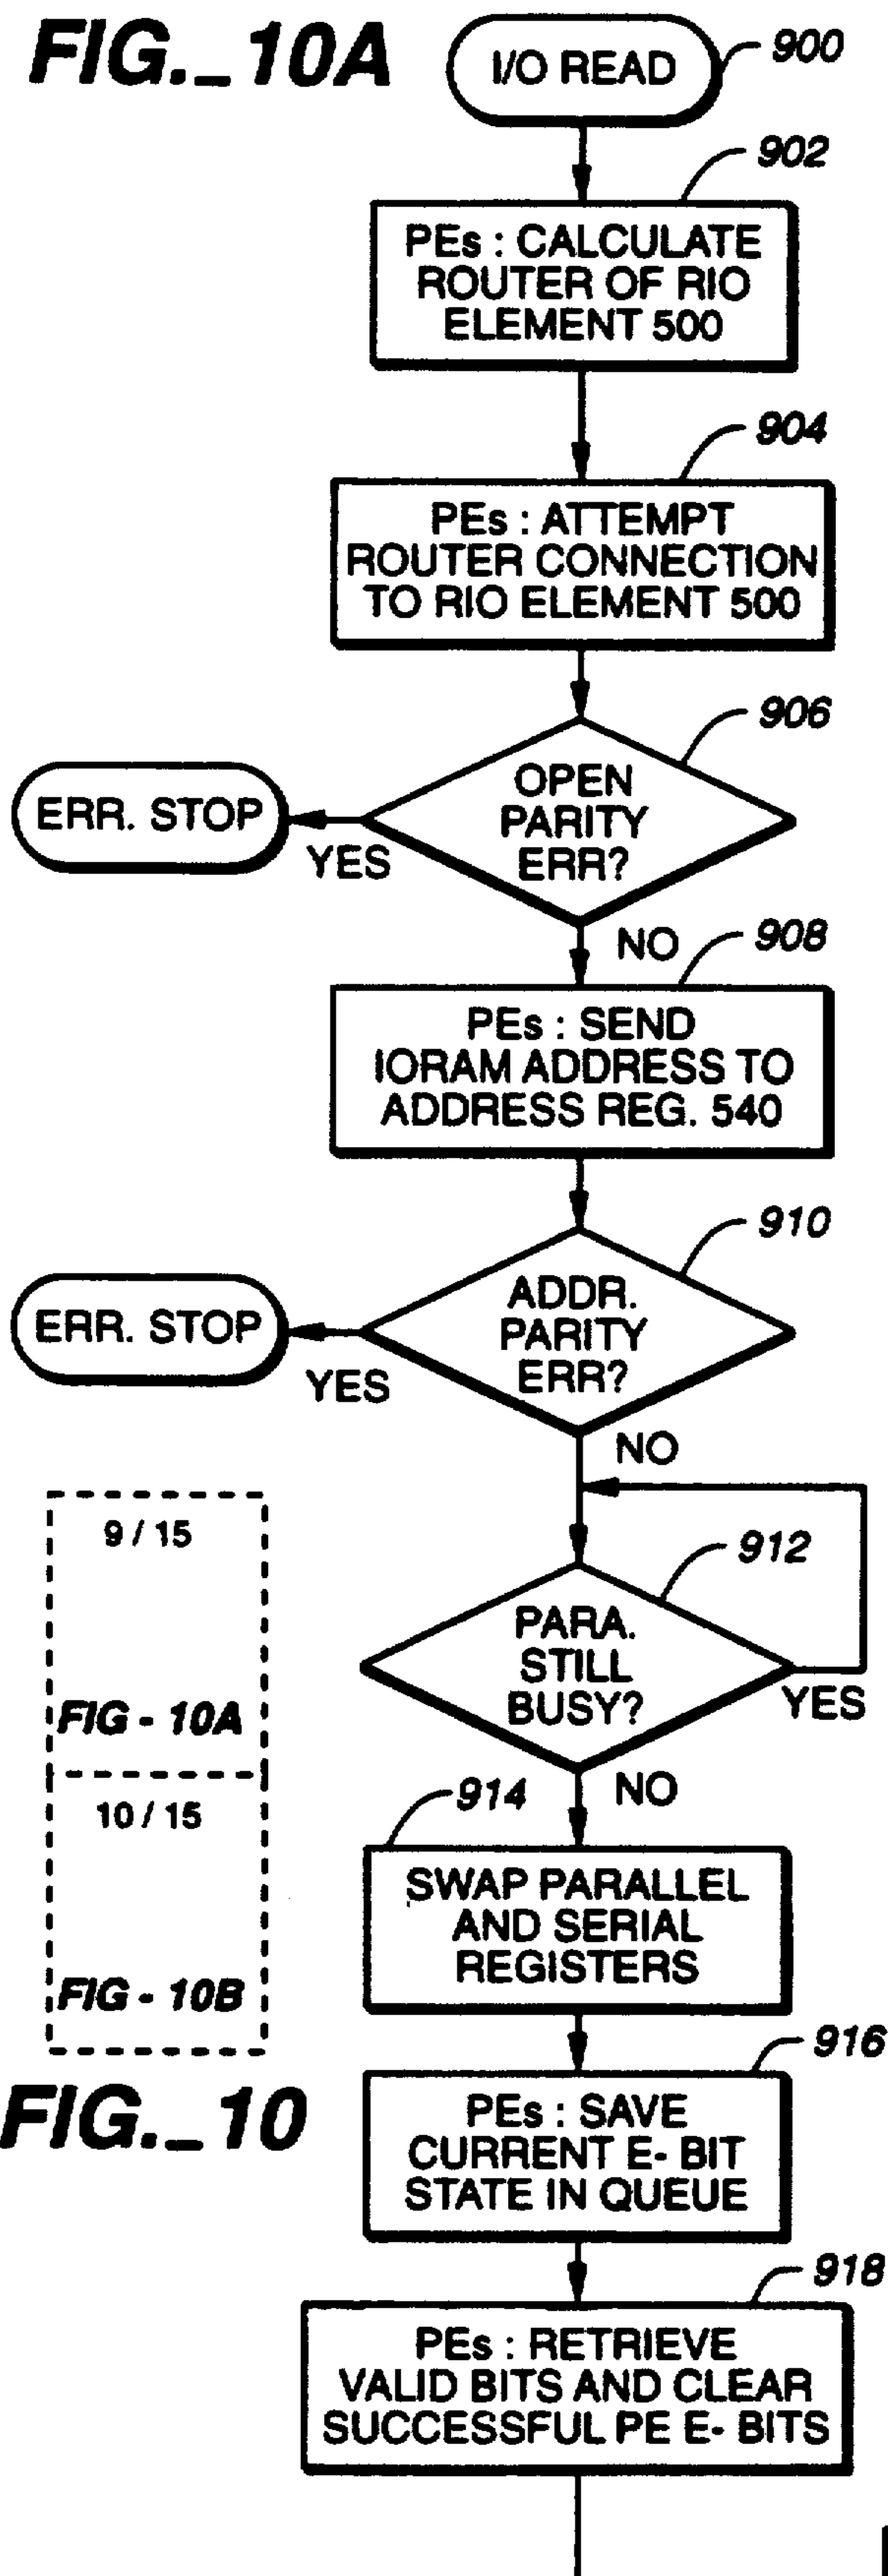 FIG._10A
I/O READ
900
902
PEs : CALCULATE
ROUTER OF RIO
ELEMENT 500
904
PEs : ATTEMPT
ROUTER CONNECTION
TO RIO ELEMENT 500
906
OPEN
PARITY
ERR?
ERR. STOP
YES
NO
908
PEs : SEND
IORAM ADDRESS TO
ADDRESS REG. 540
910
ADDR.
PARITY
ERR?
ERR. STOP
YES
NO
912
PARA.
STILL
BUSY?
YES
NO
9 / 15
FIG - 10A
10 / 15
FIG - 10B
FIG._10
914
SWAP PARALLEL
AND SERIAL
REGISTERS
916
PEs : SAVE
CURRENT E- BIT
STATE IN QUEUE
918
PEs : RETRIEVE
VALID BITS AND CLEAR
SUCCESSFUL PE E- BITS